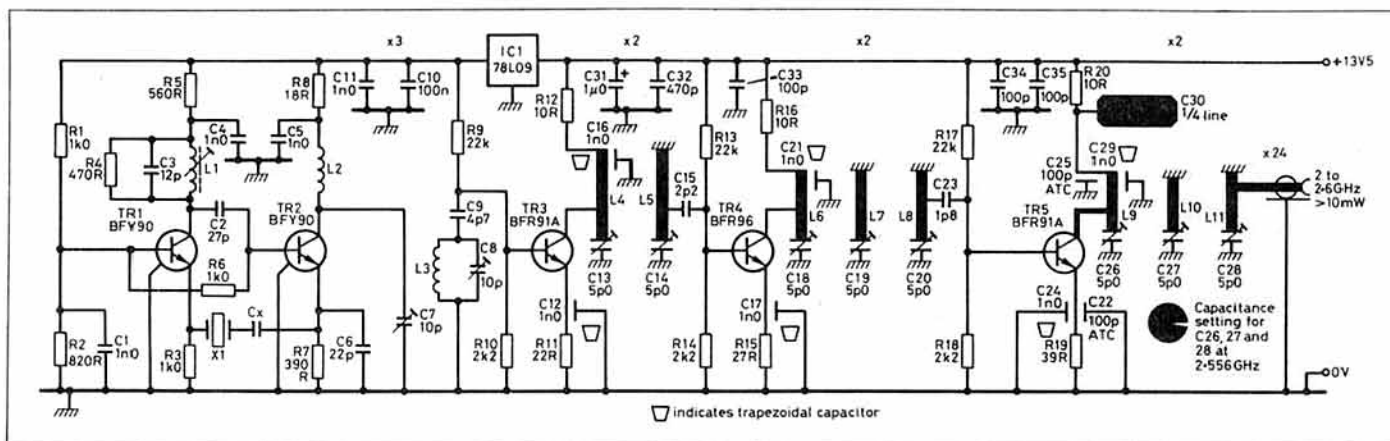 x3
IC1
78L09
x2
x2
x2
+13V5
R5
560R
R8
18R
C11
1n0
C10
100n
R12
10R
C31
1µ0
+
C32
470p
C33
100p
R16
10R
C34
100p
C35
100p
R20
10R
C30
1/4 line
R1
1k0
R4
470R
C3
12p
L1
C4
1n0
C5
1n0
L2
R9
22k
C16
1n0
L4
L5
R13
22k
C15
2p2
C21
1n0
L6
L7
L8
R17
22k
C23
1p8
C25
100p
ATC
C29
1n0
L9
L10
L11
x24
2 to
2·6GHz
>10mW
TR1
BFY90
C2
27p
TR2
BFY90
C9
4p7
L3
C8
10p
TR3
BFR91A
TR4
BFR96
TR5
BFR91A
R6
1k0
C13
5p0
C14
5p0
C18
5p0
C19
5p0
C20
5p0
C26
5p0
C27
5p0
C28
5p0
R2
820R
C1
1n0
R3
1k0
X1
Cx
R7
390
R
C6
22p
C7
10p
R10
2k2
C12
1n0
R11
22R
R14
2k2
C17
1n0
R15
27R
R18
2k2
C24
1n0
C22
100p
ATC
R19
39R
Capacitance
setting for
C26, 27 and
28 at
2·556GHz
0V
indicates trapezoidal capacitor